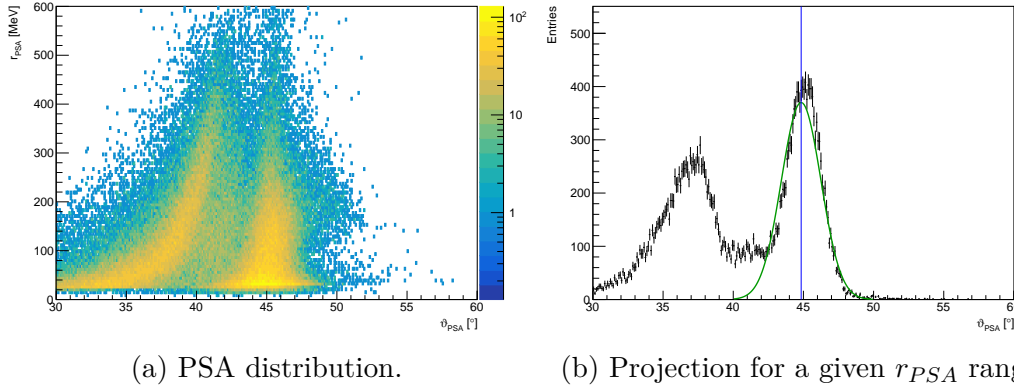 r_PSA [MeV]
600
500
400
300
200
100
0
30 35 40 45 50 55 60
ϑ_PSA [°]
10²
10
1
(a) PSA distribution.
Entries
500
400
300
200
100
0
30 35 40 45 50 55 60
ϑ_PSA [°]
(b) Projection for a given r_PSA rang